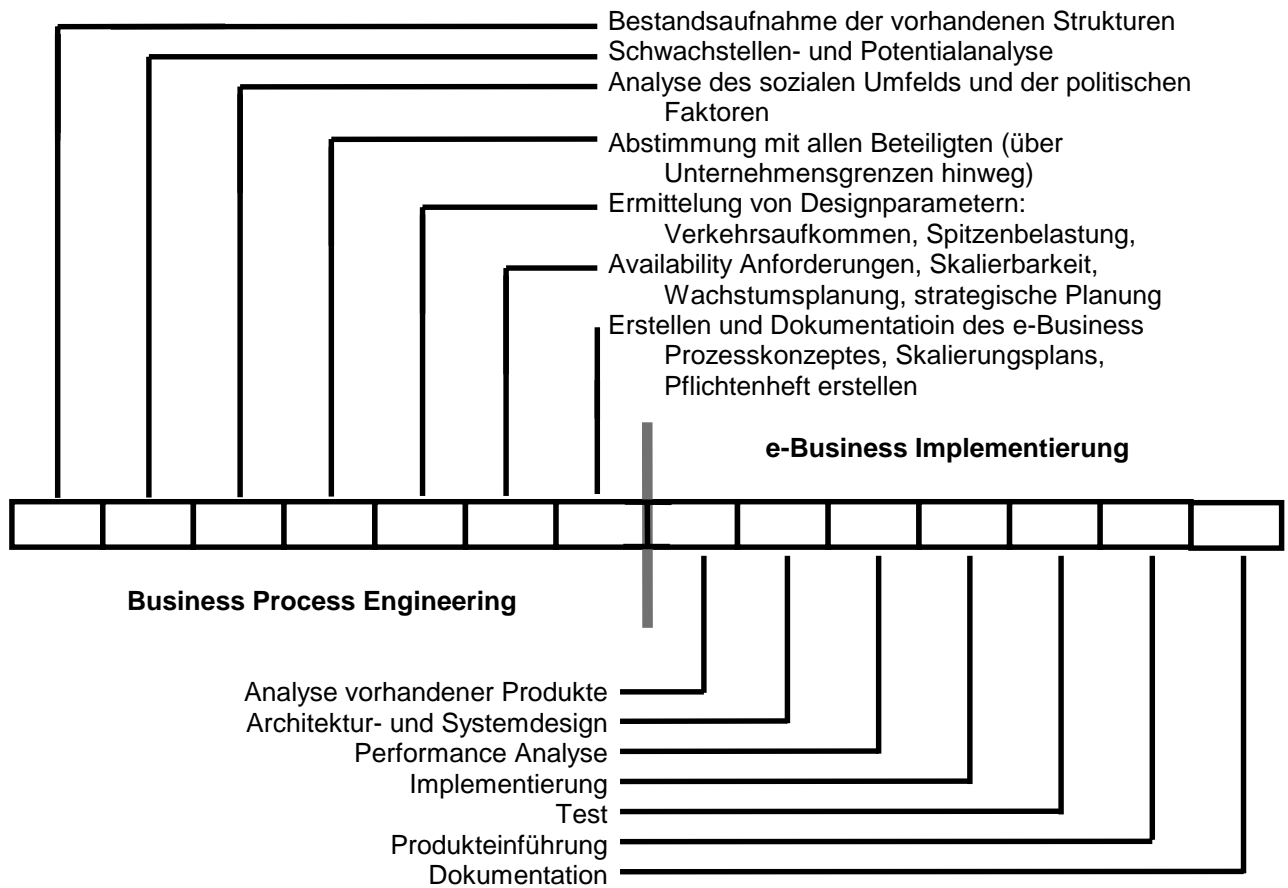 Bestandsaufnahme der vorhandenen Strukturen
Schwachstellen- und Potentialanalyse
Analyse des sozialen Umfelds und der politischen
Faktoren
Abstimmung mit allen Beteiligten (über
Unternehmensgrenzen hinweg)
Ermittelung von Designparametern:
Verkehrsaufkommen, Spitzenbelastung,
Availability Anforderungen, Skalierbarkeit,
Wachstumsplanung, strategische Planung
Erstellen und Dokumentatioin des e-Business
Prozesskonzeptes, Skalierungsplans,
Pflichtenheft erstellen
e-Business Implementierung
Business Process Engineering
Analyse vorhandener Produkte
Architektur- und Systemdesign
Performance Analyse
Implementierung
Test
Produkteinführung
Dokumentation